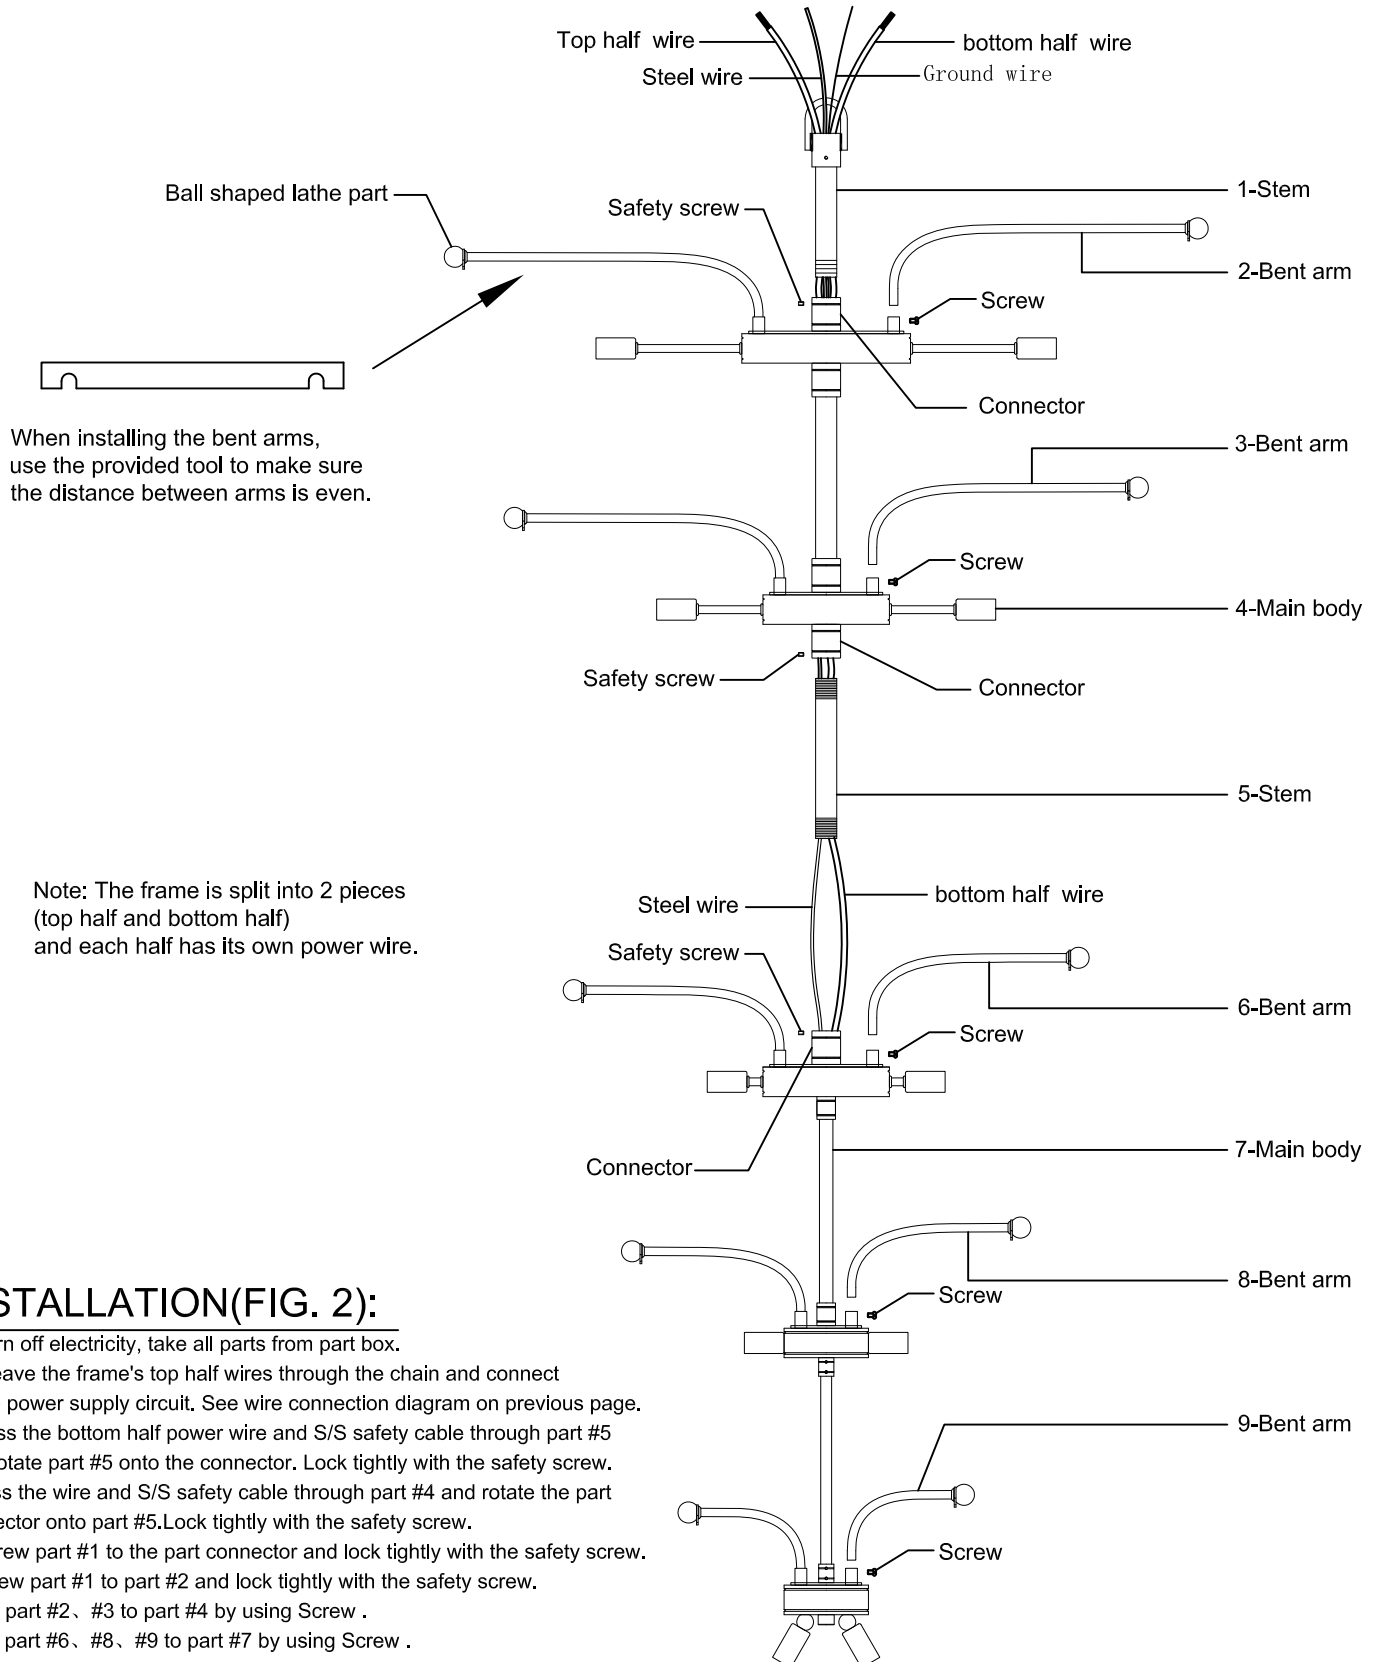 Top half wire
bottom half wire
Steel wire
Ground wire
Ball shaped lathe part
1-Stem
Safety screw
2-Bent arm
Screw
Connector
When installing the bent arms,
use the provided tool to make sure
the distance between arms is even.
3-Bent arm
Screw
4-Main body
Safety screw
Connector
5-Stem
Note: The frame is split into 2 pieces
(top half and bottom half)
and each half has its own power wire.
Steel wire
bottom half wire
Safety screw
6-Bent arm
Screw
7-Main body
Connector
8-Bent arm
Screw
STALLATION(FIG. 2):
rn off electricity, take all parts from part box.
eave the frame's top half wires through the chain and connect
power supply circuit. See wire connection diagram on previous page.
ss the bottom half power wire and S/S safety cable through part #5
otate part #5 onto the connector. Lock tightly with the safety screw.
ss the wire and S/S safety cable through part #4 and rotate the part
ector onto part #5.Lock tightly with the safety screw.
rew part #1 to the part connector and lock tightly with the safety screw.
ew part #1 to part #2 and lock tightly with the safety screw.
part #2、#3 to part #4 by using Screw .
part #6、#8、#9 to part #7 by using Screw .
9-Bent arm
Screw